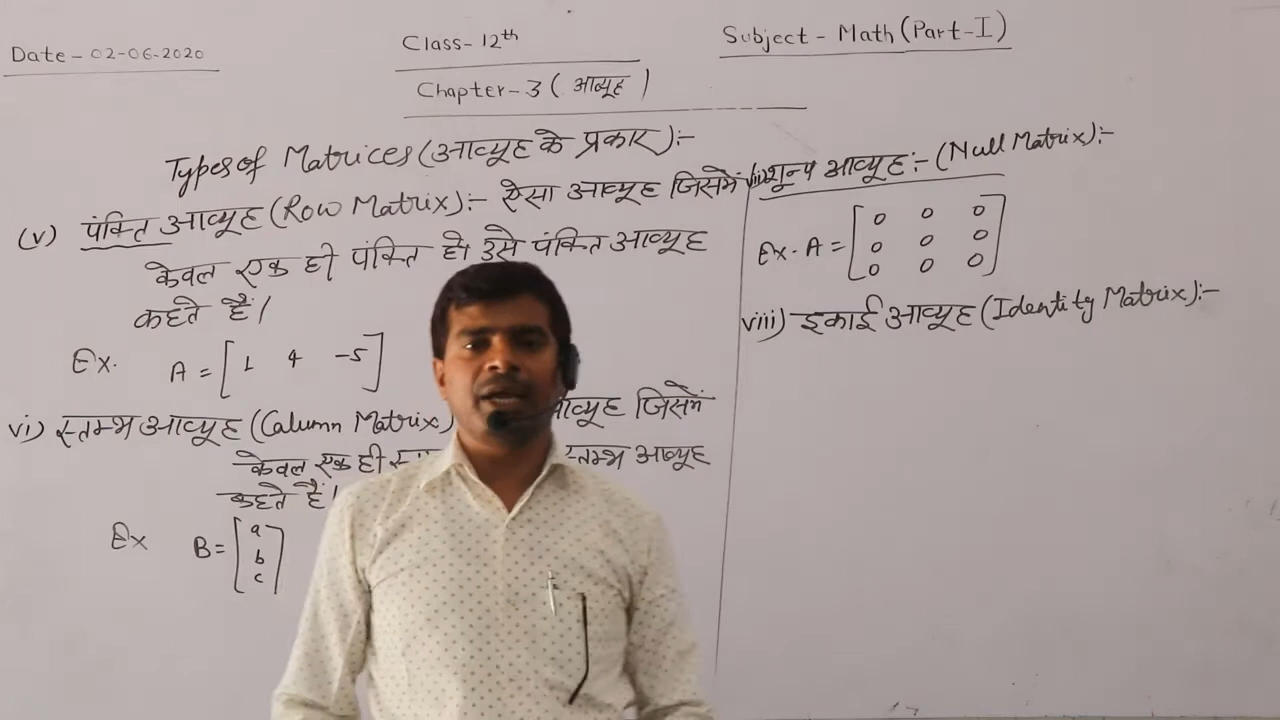 Date - 02-06-2020
Class- 12th
Subject - Math (Part-I)
Chapter- 3 ( आव्यूह )
Types of Matrices (आव्यूह के प्रकार):-
(v) पंक्ति आव्यूह (Row Matrix):- ऐसा आव्यूह जिसमें
केवल एक ही पंक्ति हो उसे पंक्ति आव्यूह
कहते हैं।
Ex. A = [ 1 4 -5 ]
vi) स्तम्भ आव्यूह (Calumn Matrix) आव्यूह जिसमें
केवल एक ही स्तम्भ आव्यूह
कहते हैं।
Ex B = [ a
b
c ]
vii) शून्य आव्यूह:- (Null Matrix):-
Ex. A = [ 0 0 0
0 0 0
0 0 0 ]
viii) इकाई आव्यूह (Identity Matrix):-